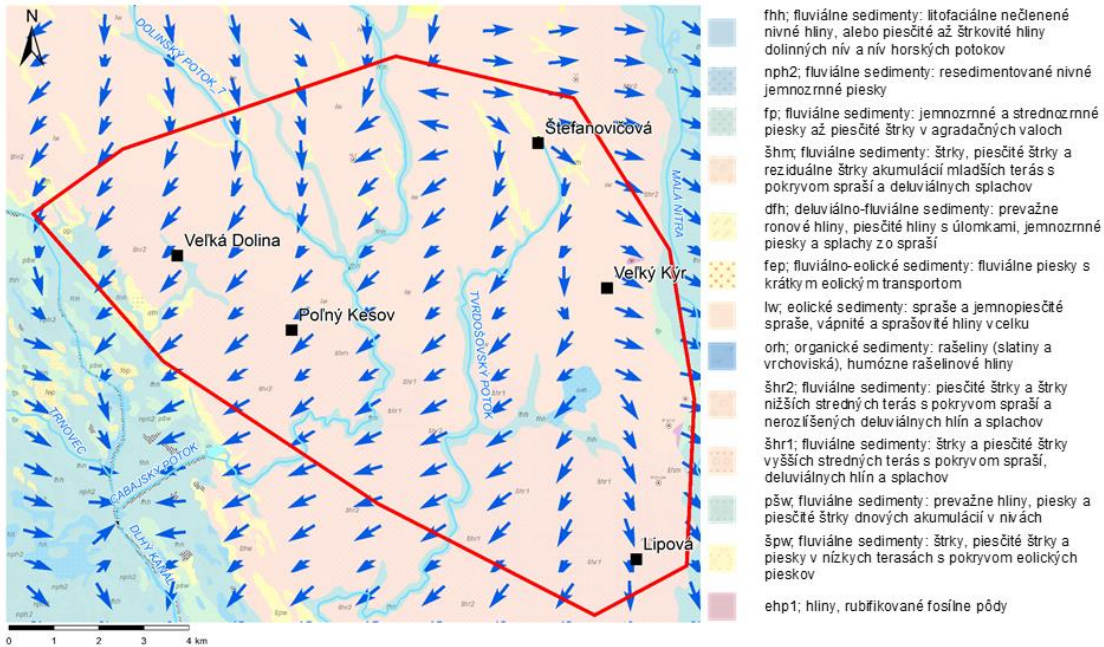 N
DOLINSKÝ POTOK, 7
Štefanovičová
MALÁ NITRA
Veľká Dolina
Veľký Kýr
Poľný Kesov
TVRDOŠOVSKÝ POTOK
TRNOVEC
CABAJSKÝ POTOK
DLHÝ KANÁL
Lipová
0 1 2 3 4 km
fhh; fluviálne sedimenty: litofaciálne nečlenené
nivné hliny, alebo piesčité až štrkovité hliny
dolinných nív a nív horských potokov
nph2; fluviálne sedimenty: resedimentované nivné
jemnozrnné piesky
fp; fluviálne sedimenty: jemnozrnné a strednozrnné
piesky až piesčité štrky v agradačných valoch
šhm; fluviálne sedimenty: štrky, piesčité štrky a
reziduálne štrky akumulácií mladších terás s
pokryvom spraší a deluviálnych splachov
dfh; deluviálno-fluviálne sedimenty: prevažne
ronové hliny, piesčité hliny s úlomkami, jemnozrnné
piesky a splachy zo spraší
fep; fluviálno-eolické sedimenty: fluviálne piesky s
krátkym eolickým transportom
lw; eolické sedimenty: spraše a jemnopiesčité
spraše, vápnité a sprašovité hliny vcelku
orh; organické sedimenty: rašeliny (slatiny a
vrchoviská), humózne rašelinové hliny
šhr2; fluviálne sedimenty: piesčité štrky a štrky
nižších stredných terás s pokryvom spraší a
nerozlíšených deluviálnych hlín a splachov
šhr1; fluviálne sedimenty: štrky a piesčité štrky
vyšších stredných terás s pokryvom spraší,
deluviálnych hlín a splachov
pšw; fluviálne sedimenty: prevažne hliny, piesky a
piesčité štrky dnových akumulácií v nivách
špw; fluviálne sedimenty: štrky, piesčité štrky a
piesky v nízkych terasách s pokryvom eolických
pieskov
ehp1; hliny, rubifikované fosílne pôdy